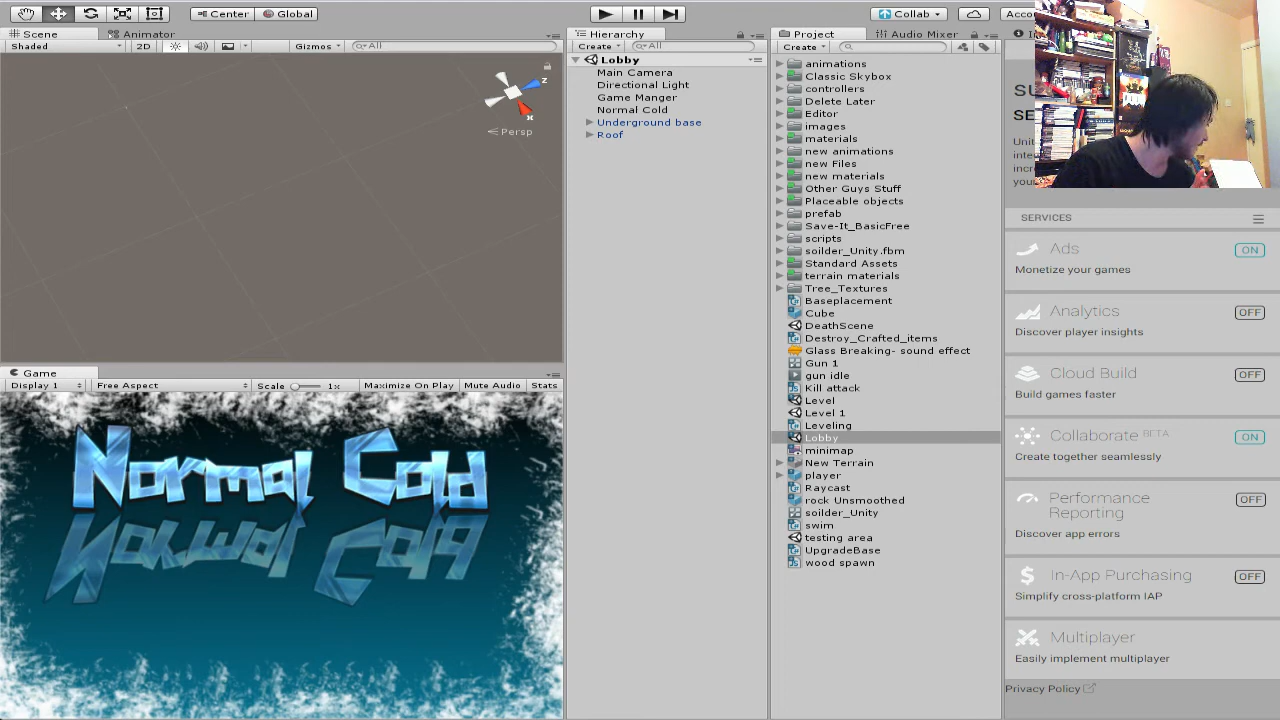 Center Global Collab Accou
Scene Animator
Shaded 2D Gizmos All
z
x
Persp
Game
Display 1 Free Aspect Scale 1x Maximize On Play Mute Audio Stats
Normal Cold
Hierarchy
Create All
Lobby
Main Camera
Directional Light
Game Manger
Normal Cold
Underground base
Roof
Project Audio Mixer
Create
animations
Classic Skybox
controllers
Delete Later
Editor
images
materials
new animations
new Files
new materials
Other Guys Stuff
Placeable objects
prefab
Save-It_BasicFree
scripts
soilder_Unity.fbm
Standard Assets
terrain materials
Tree_Textures
Baseplacement
Cube
DeathScene
Destroy_Crafted_items
Glass Breaking- sound effect
Gun 1
gun idle
Kill attack
Level
Level 1
Leveling
Lobby
minimap
New Terrain
player
Raycast
rock Unsmoothed
soilder_Unity
swim
testing area
UpgradeBase
wood spawn
SERVICES
Ads ON
Monetize your games
Analytics OFF
Discover player insights
Cloud Build OFF
Build games faster
Collaborate BETA ON
Create together seamlessly
Performance
Reporting OFF
Discover app errors
In-App Purchasing OFF
Simplify cross-platform IAP
Multiplayer
Easily implement multiplayer
Privacy Policy